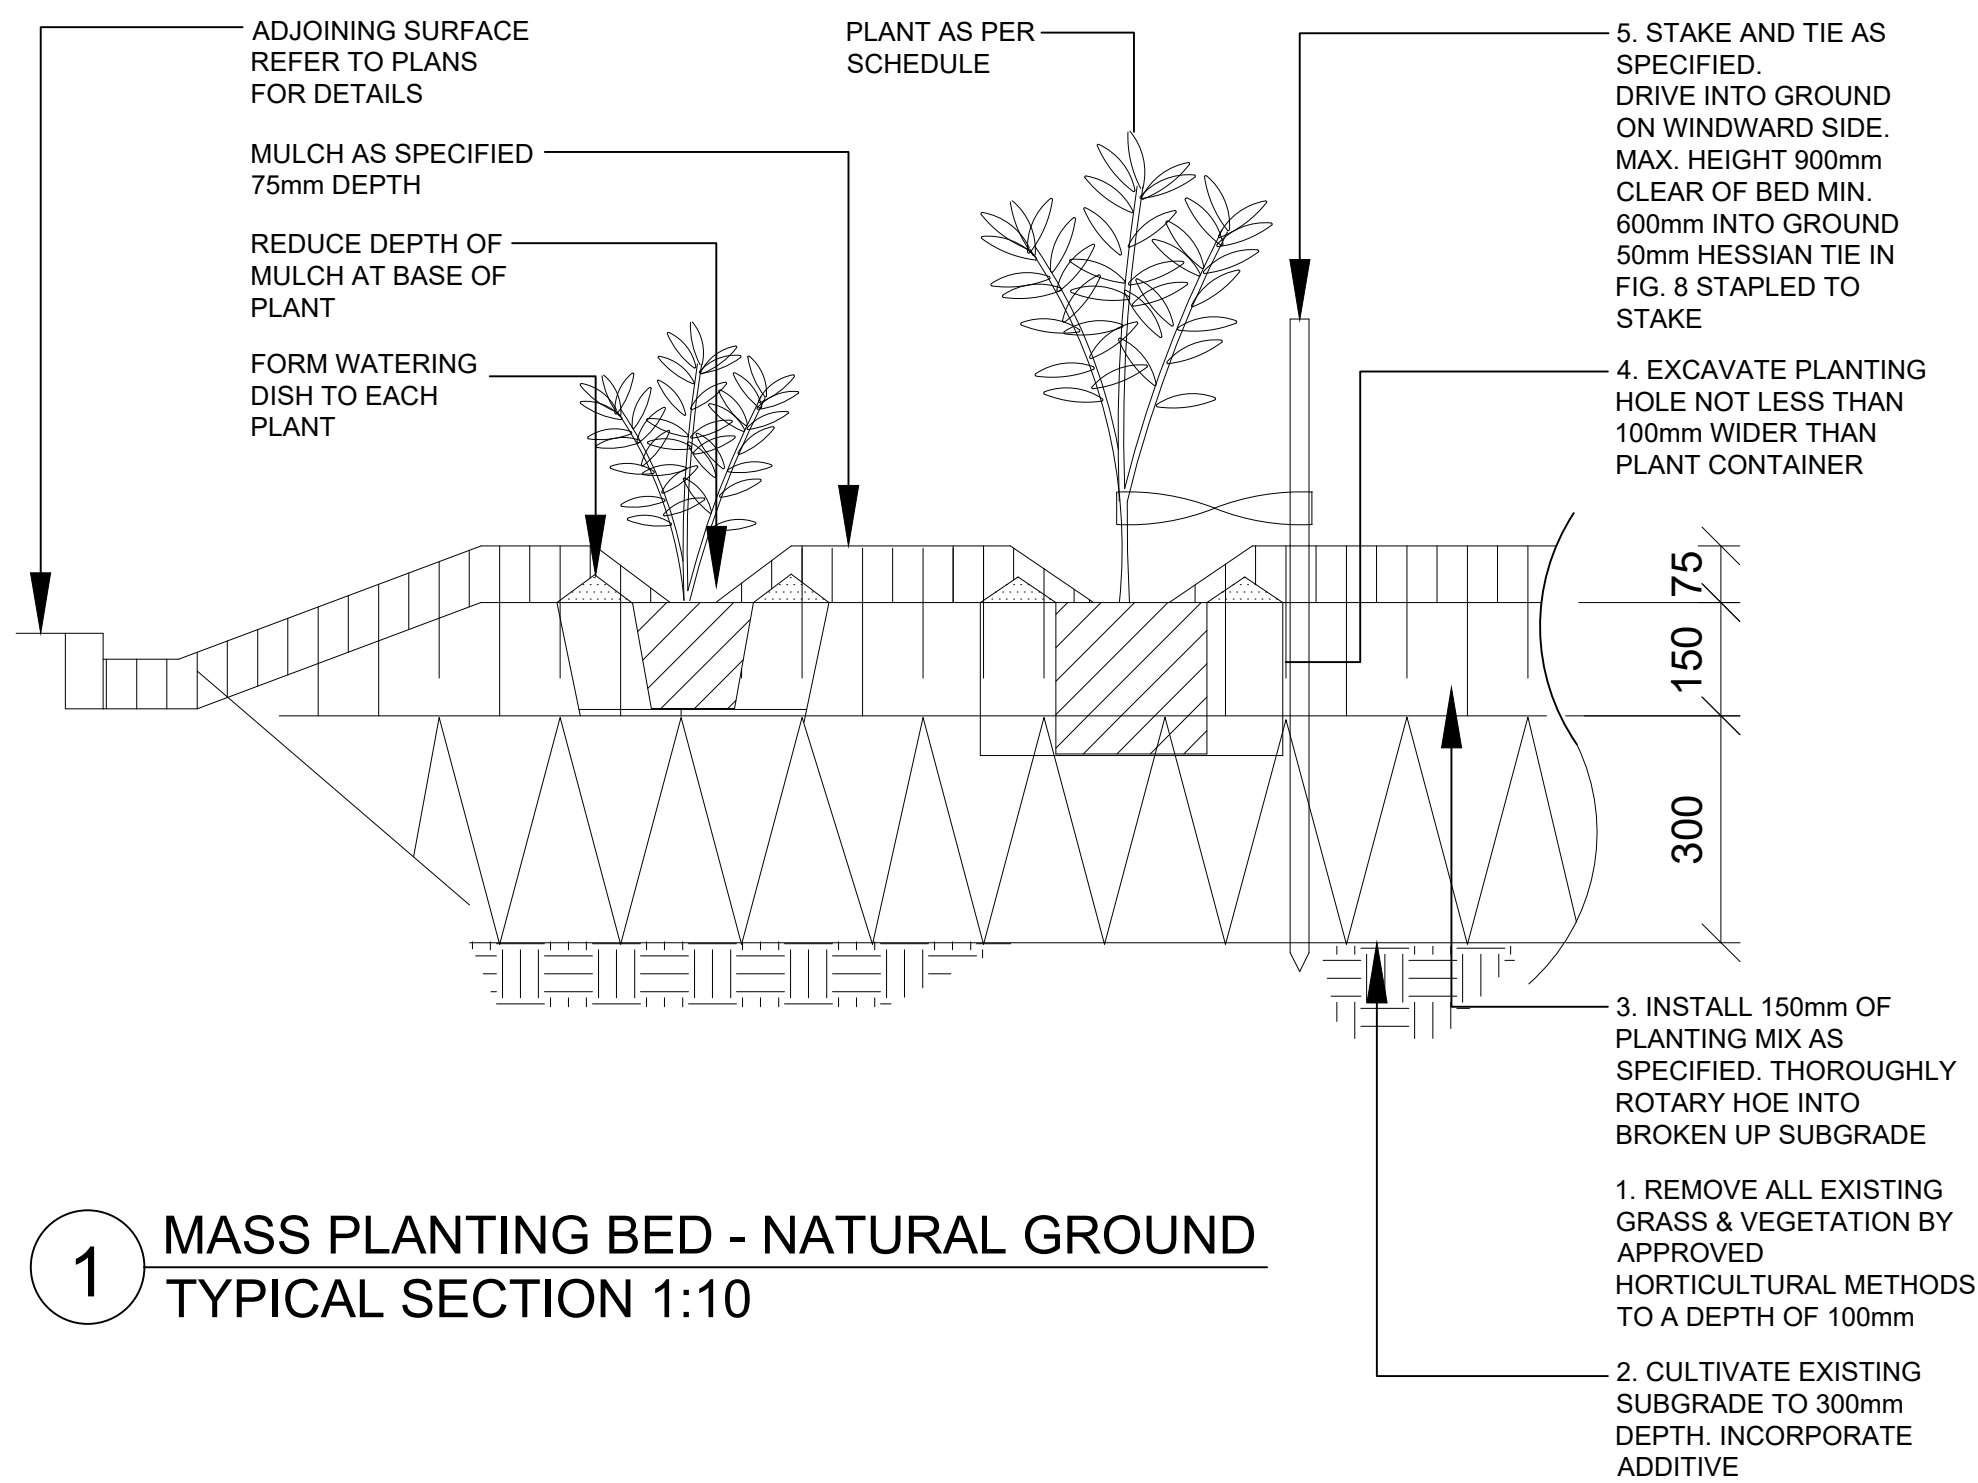 ADJOINING SURFACE
REFER TO PLANS
FOR DETAILS
MULCH AS SPECIFIED
75mm DEPTH
REDUCE DEPTH OF
MULCH AT BASE OF
PLANT
FORM WATERING
DISH TO EACH
PLANT
PLANT AS PER
SCHEDULE
5. STAKE AND TIE AS
SPECIFIED.
DRIVE INTO GROUND
ON WINDWARD SIDE.
MAX. HEIGHT 900mm
CLEAR OF BED MIN.
600mm INTO GROUND
50mm HESSIAN TIE IN
FIG. 8 STAPLED TO
STAKE
4. EXCAVATE PLANTING
HOLE NOT LESS THAN
100mm WIDER THAN
PLANT CONTAINER
75
150
300
3. INSTALL 150mm OF
PLANTING MIX AS
SPECIFIED. THOROUGHLY
ROTARY HOE INTO
BROKEN UP SUBGRADE
1. REMOVE ALL EXISTING
GRASS & VEGETATION BY
APPROVED
HORTICULTURAL METHODS
TO A DEPTH OF 100mm
2. CULTIVATE EXISTING
SUBGRADE TO 300mm
DEPTH. INCORPORATE
ADDITIVE
1
MASS PLANTING BED - NATURAL GROUND
TYPICAL SECTION 1:10